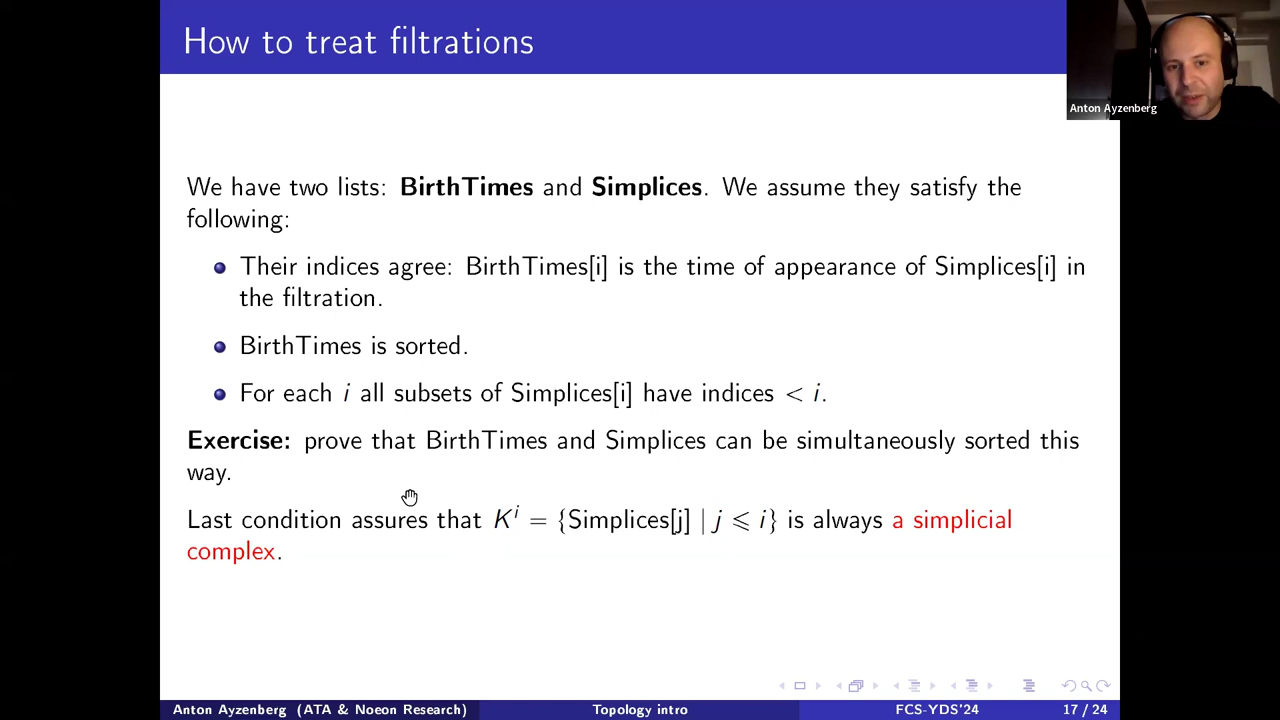 How to treat filtrations
Anton Ayzenberg
We have two lists: BirthTimes and Simplices. We assume they satisfy the
following:
Their indices agree: BirthTimes[i] is the time of appearance of Simplices[i] in
the filtration.
BirthTimes is sorted.
For each i all subsets of Simplices[i] have indices < i.
Exercise: prove that BirthTimes and Simplices can be simultaneously sorted this
way.
Last condition assures that Kⁱ = {Simplices[j] | j ⩽ i} is always a simplicial
complex.
Anton Ayzenberg (ATA & Noeon Research) Topology intro FCS-YDS'24 17 / 24